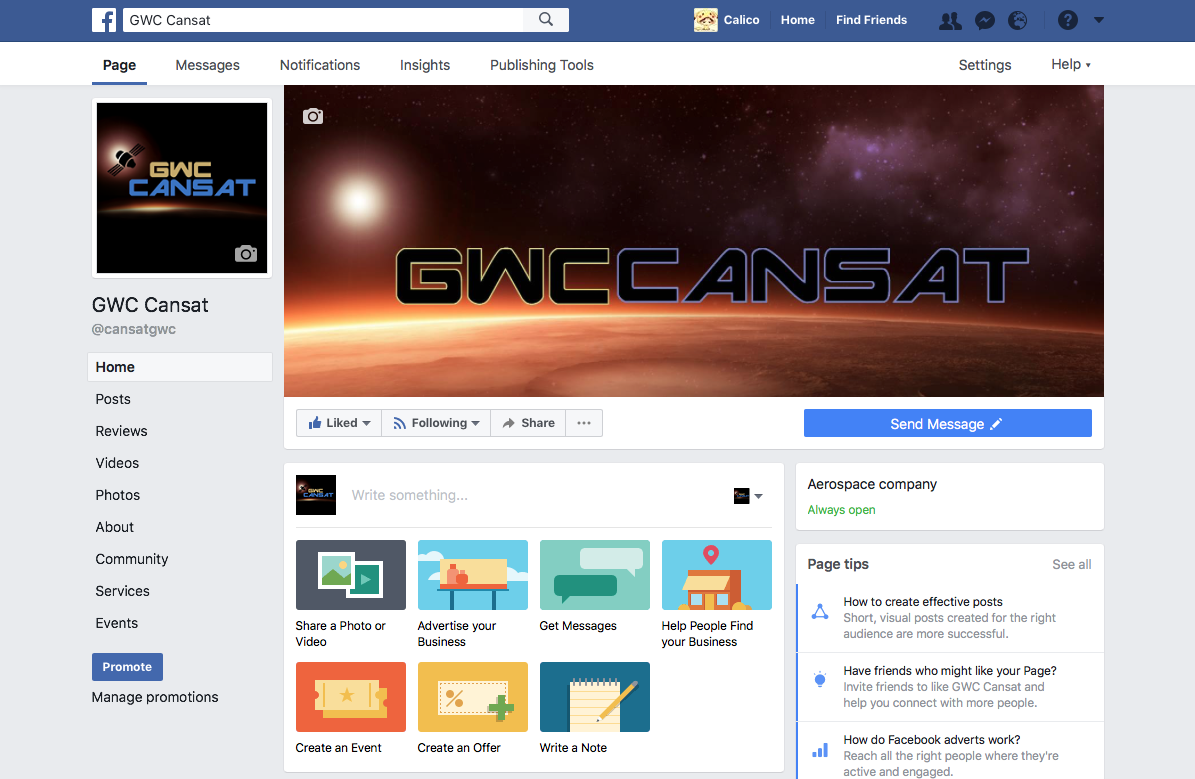 GWC Cansat
Calico
Home
Find Friends
Page
Messages
Notifications
Insights
Publishing Tools
Settings
Help
GWC
CANSAT
GWCCANSAT
GWC Cansat
@cansatgwc
Home
Posts
Reviews
Videos
Photos
About
Community
Services
Events
Promote
Manage promotions
Liked
Following
Share
Send Message
Write something...
Share a Photo or
Video
Advertise your
Business
Get Messages
Help People Find
your Business
Create an Event
Create an Offer
Write a Note
Aerospace company
Always open
Page tips
See all
How to create effective posts
Short, visual posts created for the right
audience are more successful.
Have friends who might like your Page?
Invite friends to like GWC Cansat and
help you connect with more people.
How do Facebook adverts work?
Reach all the right people where they're
active and engaged.